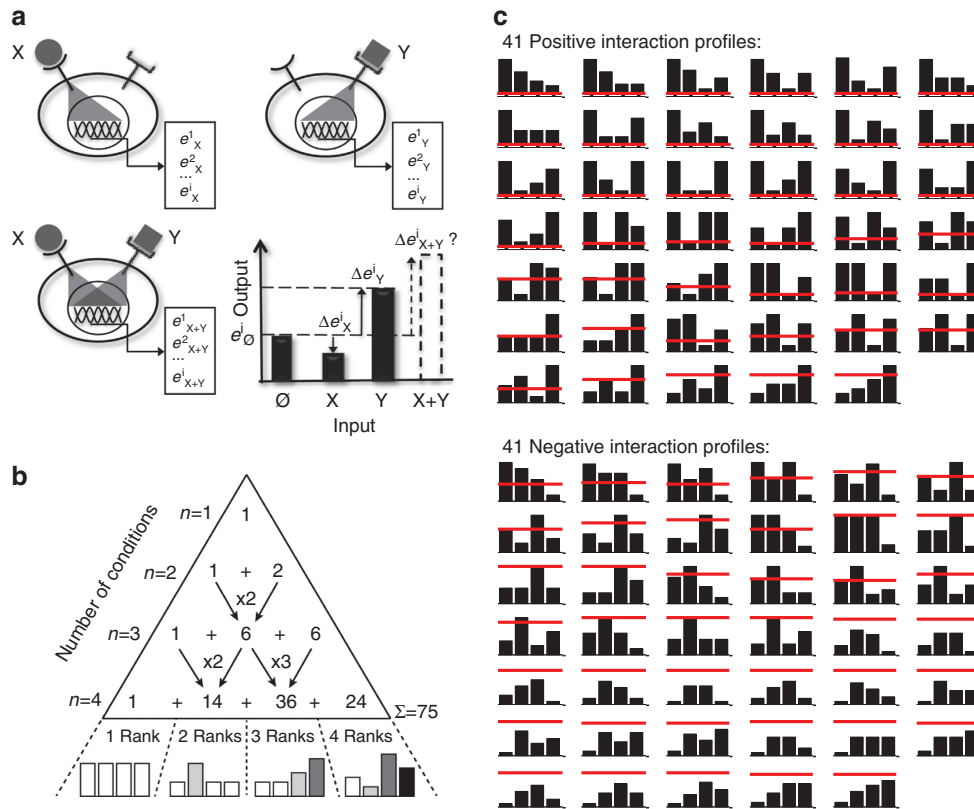 a
X
Y
e¹X
e²X
...
eⁱX
e¹Y
e²Y
...
eⁱY
X
Y
e¹X+Y
e²X+Y
...
eⁱX+Y
Output
eⁱØ
ΔeⁱX
ΔeⁱY
ΔeⁱX+Y ?
Ø X Y X+Y
Input
b
Number of conditions
n=1 1
n=2 1 + 2
x2
n=3 1 + 6 + 6
x2 x3
n=4 1 + 14 + 36 + 24 Σ=75
1 Rank 2 Ranks 3 Ranks 4 Ranks
c
41 Positive interaction profiles:
41 Negative interaction profiles: